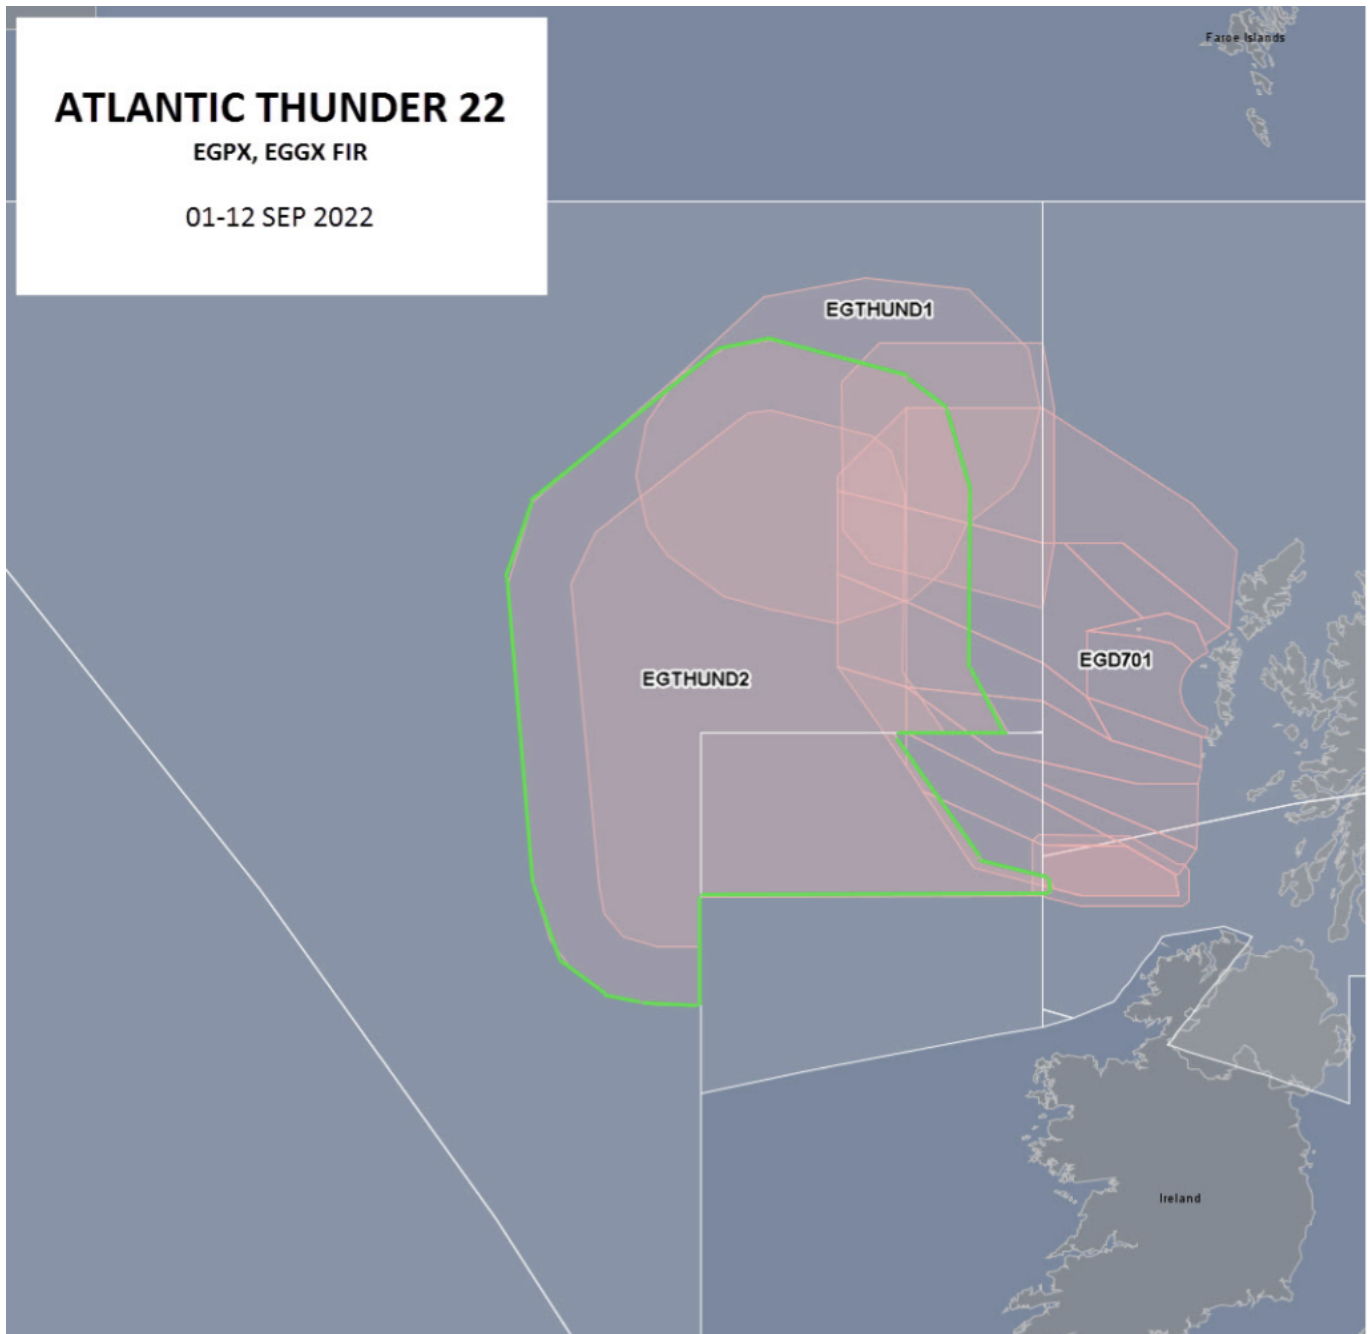 ATLANTIC THUNDER 22
EGPX, EGGX FIR
01-12 SEP 2022
Faroe Islands
EGTHUND1
EGD701
EGTHUND2
Ireland